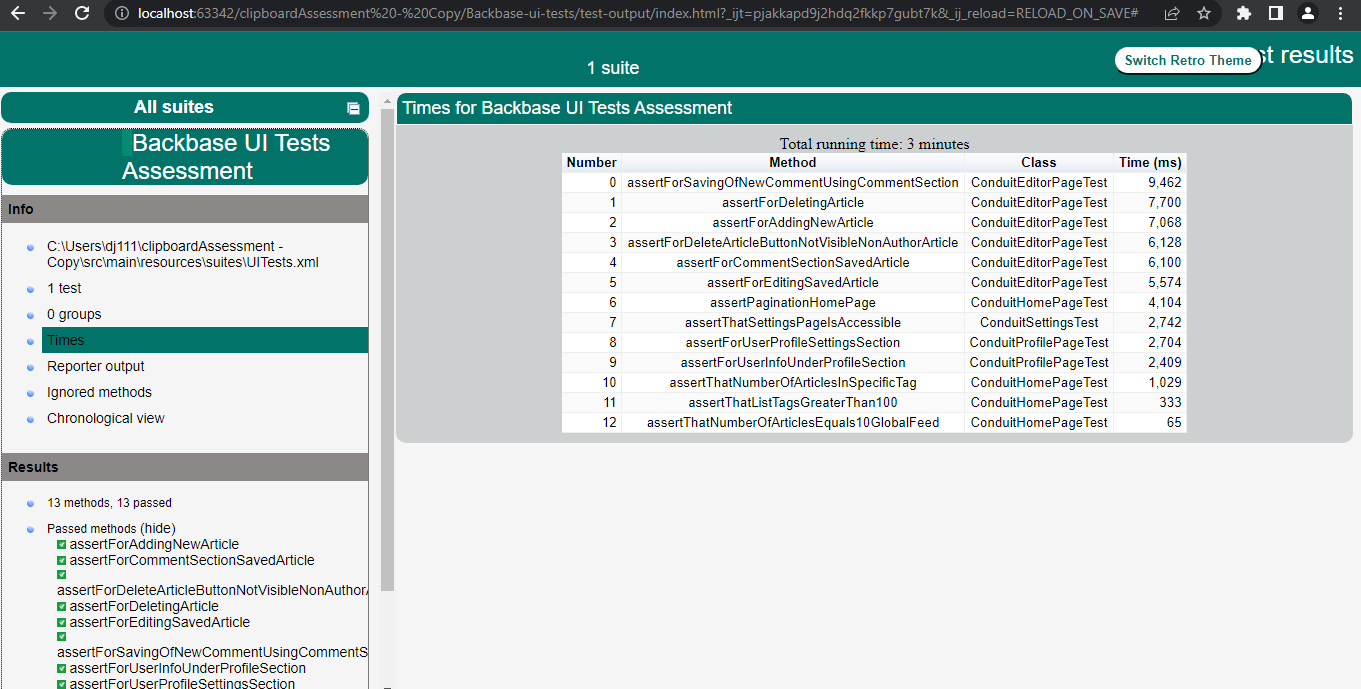 localhost:63342/clipboardAssessment%20-%20Copy/Backbase-ui-tests/test-output/index.html?_ijt=pjakkapd9j2hdq2fkkp7gubt7k&_ij_reload=RELOAD_ON_SAVE#
st results
Switch Retro Theme
1 suite
All suites
Backbase UI Tests
Assessment
Info
C:\Users\dj111\clipboardAssessment -
Copy\src\main\resources\suites\UITests.xml
1 test
0 groups
Times
Reporter output
Ignored methods
Chronological view
Results
13 methods, 13 passed
Passed methods (hide)
assertForAddingNewArticle
assertForCommentSectionSavedArticle
assertForDeleteArticleButtonNotVisibleNonAuthorA
assertForDeletingArticle
assertForEditingSavedArticle
assertForSavingOfNewCommentUsingCommentS
assertForUserInfoUnderProfileSection
assertForUserProfileSettingsSection
Times for Backbase UI Tests Assessment
Total running time: 3 minutes
Number Method Class Time (ms)
0 assertForSavingOfNewCommentUsingCommentSection ConduitEditorPageTest 9,462
1 assertForDeletingArticle ConduitEditorPageTest 7,700
2 assertForAddingNewArticle ConduitEditorPageTest 7,068
3 assertForDeleteArticleButtonNotVisibleNonAuthorArticle ConduitEditorPageTest 6,128
4 assertForCommentSectionSavedArticle ConduitEditorPageTest 6,100
5 assertForEditingSavedArticle ConduitEditorPageTest 5,574
6 assertPaginationHomePage ConduitHomePageTest 4,104
7 assertThatSettingsPageIsAccessible ConduitSettingsTest 2,742
8 assertForUserProfileSettingsSection ConduitProfilePageTest 2,704
9 assertForUserInfoUnderProfileSection ConduitProfilePageTest 2,409
10 assertThatNumberOfArticlesInSpecificTag ConduitHomePageTest 1,029
11 assertThatListTagsGreaterThan100 ConduitHomePageTest 333
12 assertThatNumberOfArticlesEquals10GlobalFeed ConduitHomePageTest 65